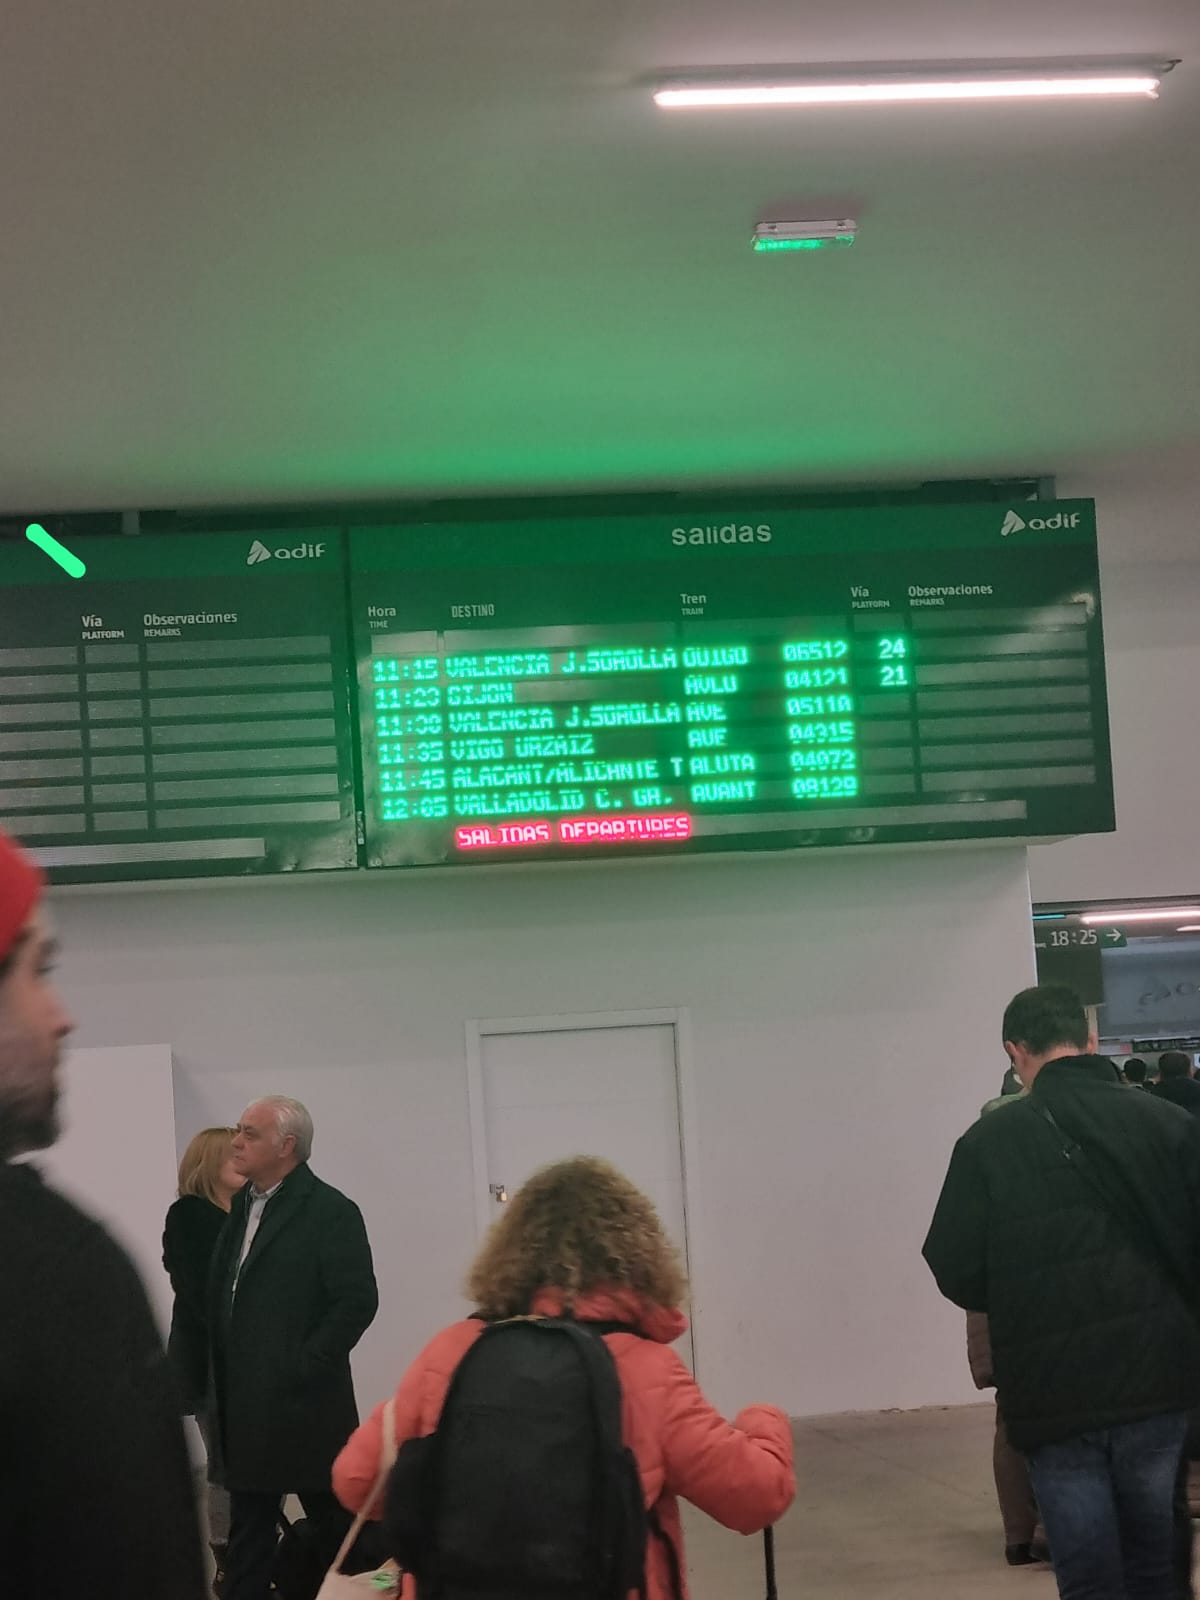 adif
Vía
PLATFORM
Observaciones
REMARKS
salidas
adif
Hora
TIME
DESTINO
Tren
TRAIN
Vía
PLATFORM
Observaciones
REMARKS
11:15 VALENCIA J.SOROLLA OUIGO 06512 24
11:23 GIJON AVLO 04121 21
11:30 VALENCIA J.SOROLLA AVE 05110
11:35 VIGO URZAIZ AVE 04315
11:45 ALACANT/ALICANTE T ALUTA 04072
12:05 VALLADOLID C. GR. AVANT 08129
SALIDAS DEPARTURES
18:25 →